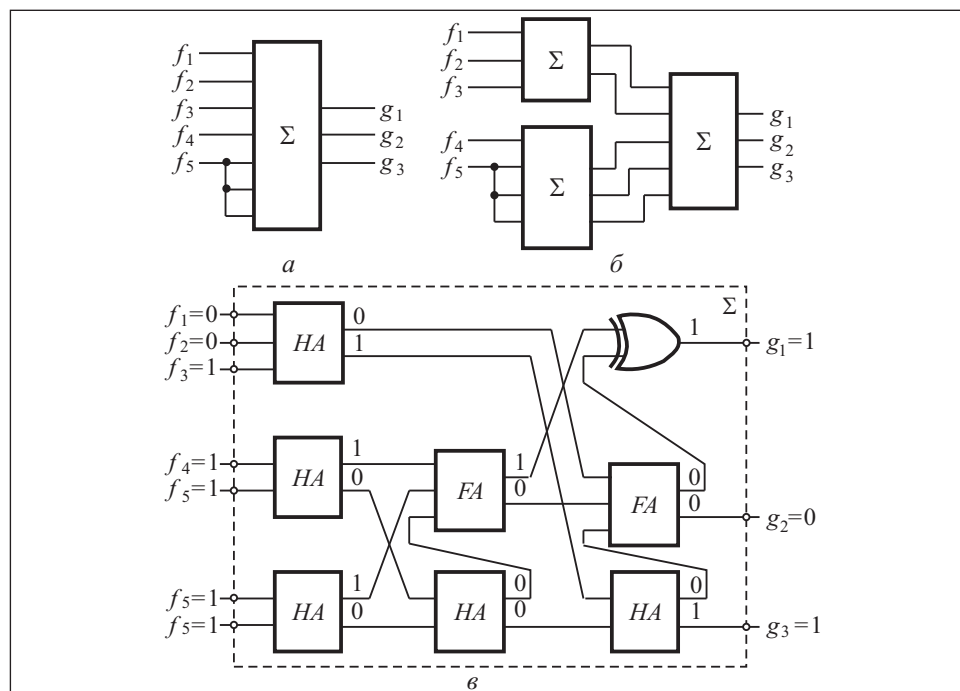 f1
f2
f3
f4
f5
Σ
g1
g2
g3
а
f1
f2
f3
Σ
f4
f5
Σ
Σ
g1
g2
g3
б
Σ
f1=0
f2=0
f3=1
HA
0
1
1
g1=1
f4=1
f5=1
HA
1
0
FA
1
0
FA
0
0
g2=0
f5=1
f5=1
HA
1
0
HA
0
0
HA
0
1
g3=1
в